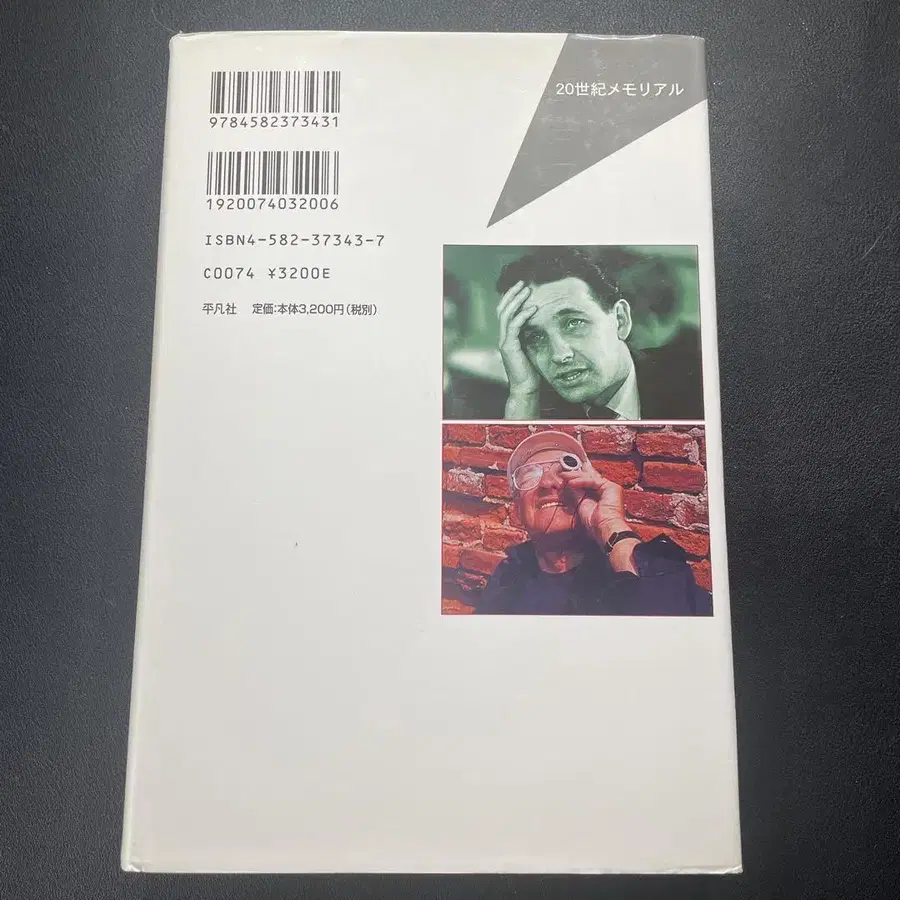 20世紀メモリアル
9784582373431
1920074032006
ISBN4-582-37343-7
C0074 ¥3200E
平凡社 定価:本体3,200円(税別)